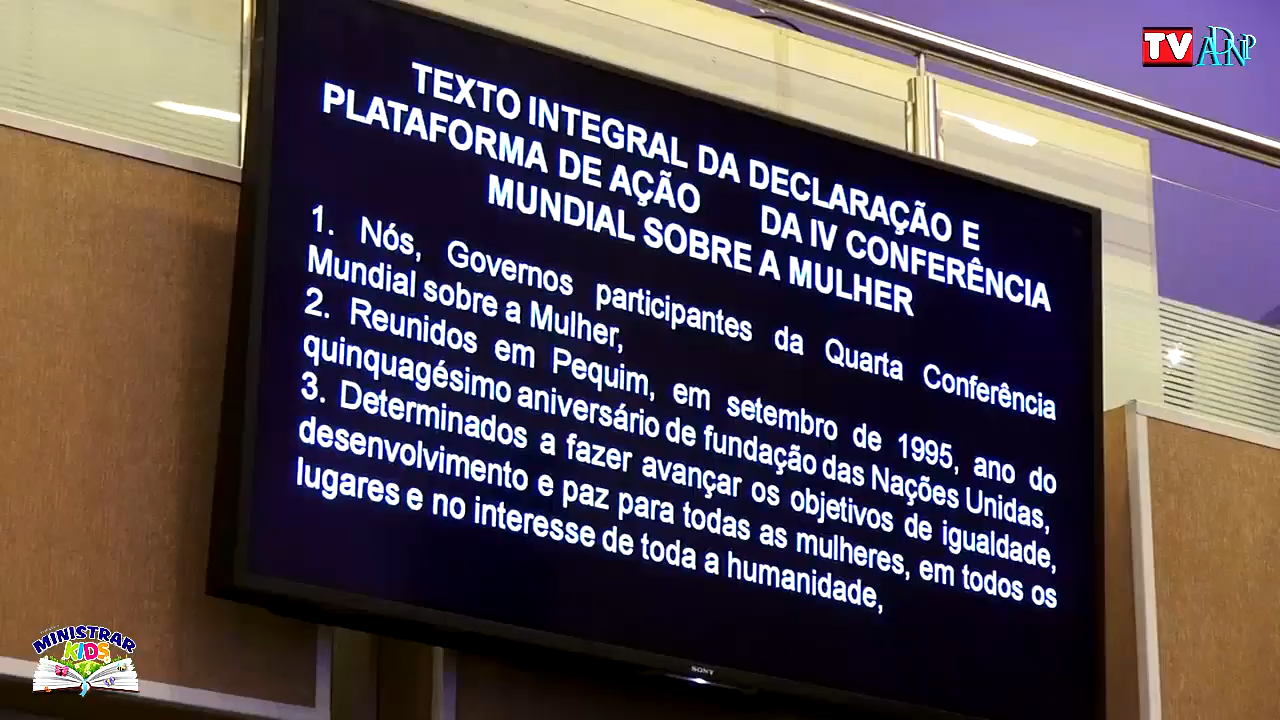 TV ADNP
TEXTO INTEGRAL DA DECLARAÇÃO E
PLATAFORMA DE AÇÃO DA IV CONFERÊNCIA
MUNDIAL SOBRE A MULHER
1. Nós, Governos participantes da Quarta Conferência
Mundial sobre a Mulher,
2. Reunidos em Pequim, em setembro de 1995, ano do
quinquagésimo aniversário de fundação das Nações Unidas,
3. Determinados a fazer avançar os objetivos de igualdade,
desenvolvimento e paz para todas as mulheres, em todos os
lugares e no interesse de toda a humanidade,
SONY
MINISTRAR
KIDS